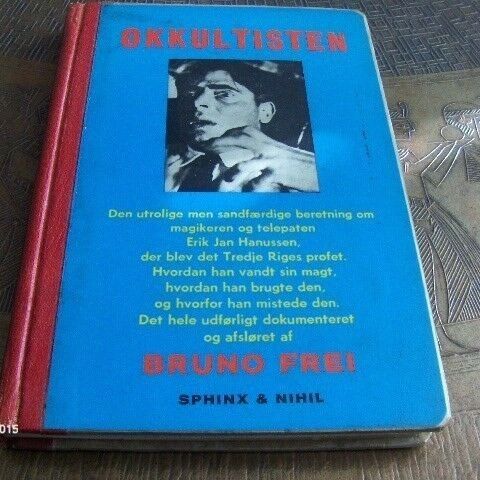 OKKULTISTEN
Den utrolige men sandfærdige beretning om
magikeren og telepaten
Erik Jan Hanussen,
der blev det Tredje Riges profet.
Hvordan han vandt sin magt,
hvordan han brugte den,
og hvorfor han mistede den.
Det hele udførligt dokumenteret
og afsløret af
BRUNO FREI
SPHINX & NIHIL
015